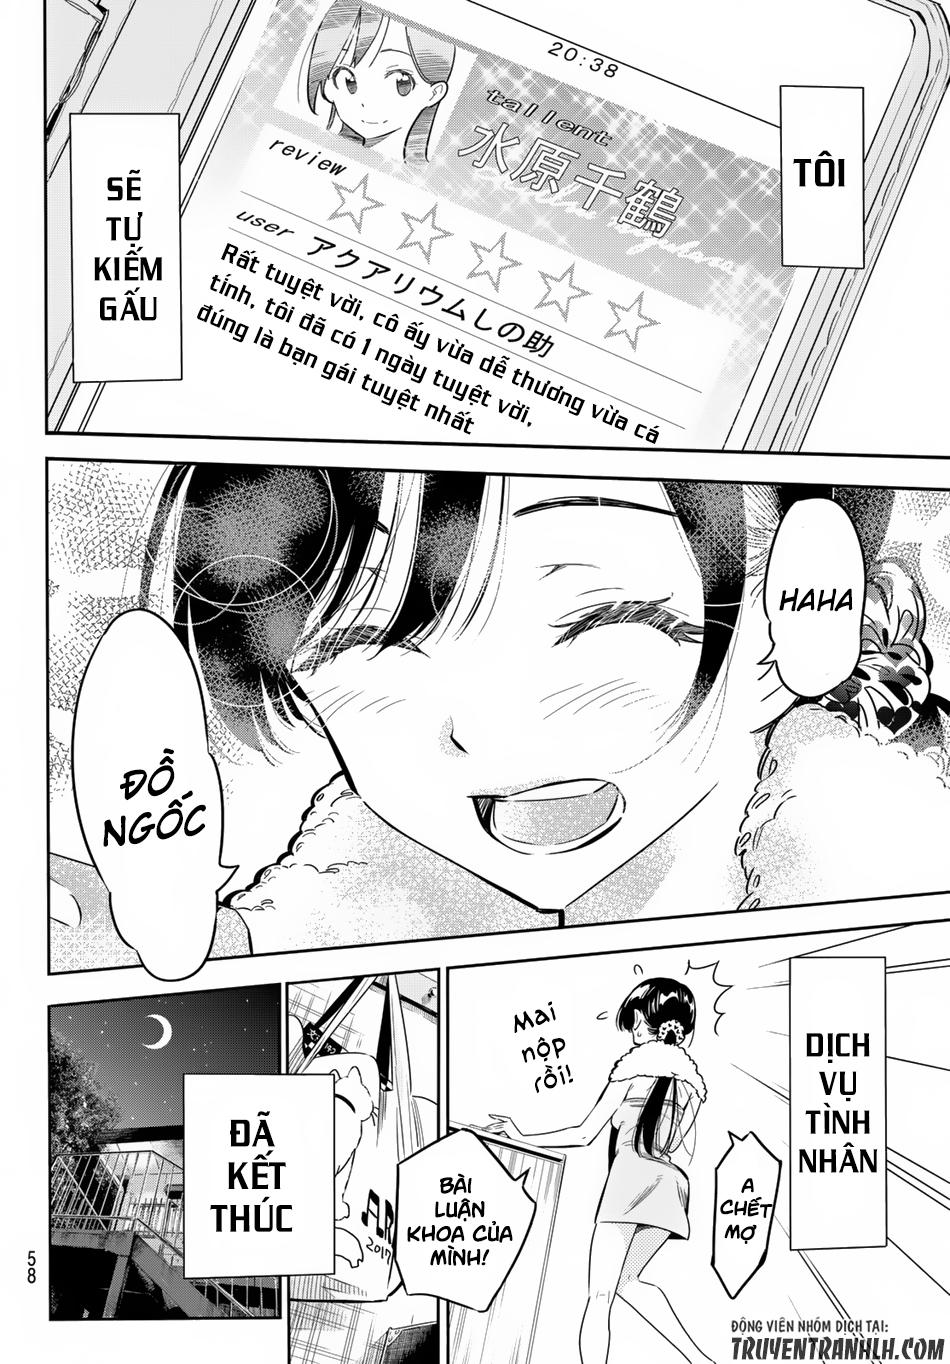 20:38
tallent
水原千鶴
review
user アクアリウムしの助
Rất tuyệt vời, cô ấy vừa dễ thương vừa cá
tính, tôi đã có 1 ngày tuyệt vời,
đúng là bạn gái tuyệt nhất
TÔI
SẼ
TỰ
KIẾM
GẤU
HAHA
ĐỒ
NGỐC
DỊCH
VỤ
TÌNH
NHÂN
Mai
nộp
rồi!
A
CHẾT
MỢ
BÀI
LUẬN
KHOA CỦA
MÌNH!
2017
ĐÃ
KẾT
THÚC
58
ĐỘNG VIÊN NHÓM DỊCH TẠI:
TRUYENTRANHLH.COM